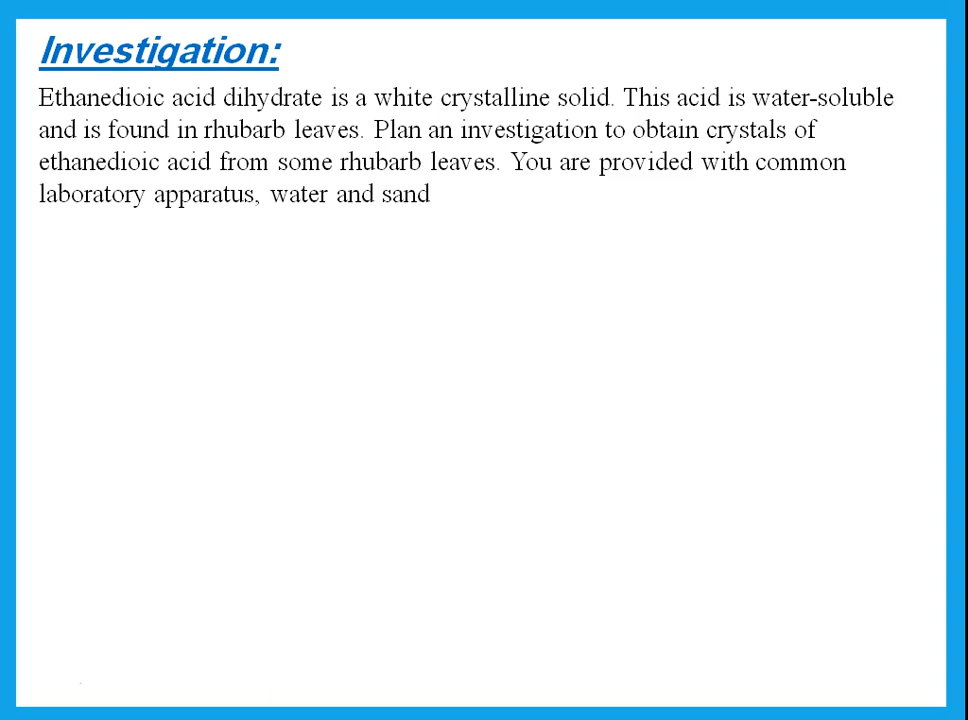 Investigation:
Ethanedioic acid dihydrate is a white crystalline solid. This acid is water-soluble
and is found in rhubarb leaves. Plan an investigation to obtain crystals of
ethanedioic acid from some rhubarb leaves. You are provided with common
laboratory apparatus, water and sand